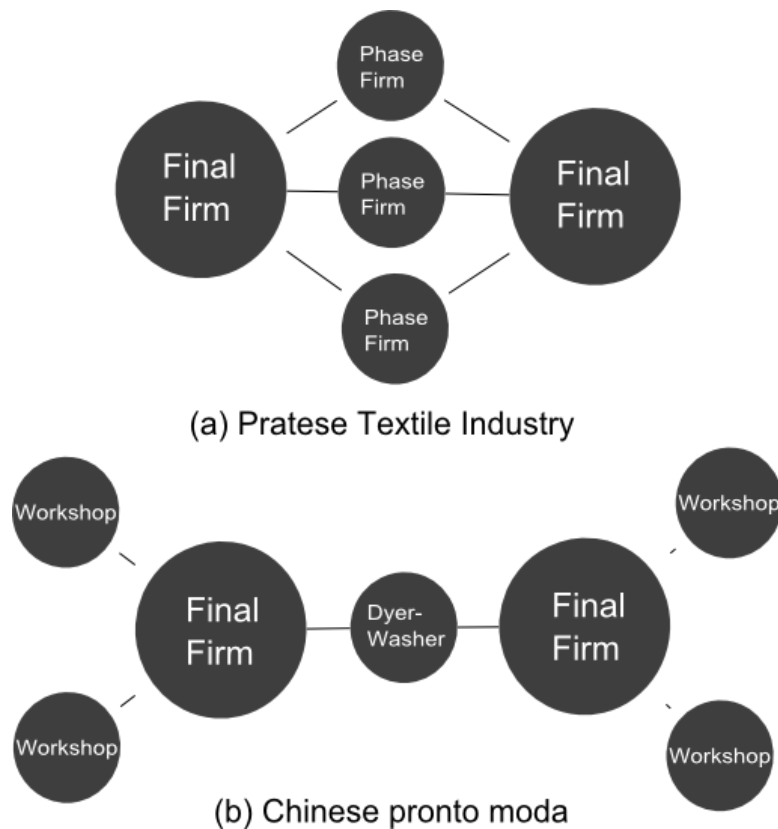 Phase
Firm
Final
Firm
Phase
Firm
Final
Firm
Phase
Firm
(a) Pratese Textile Industry
Workshop
Workshop
Final
Firm
Dyer-
Washer
Final
Firm
Workshop
Workshop
(b) Chinese pronto moda